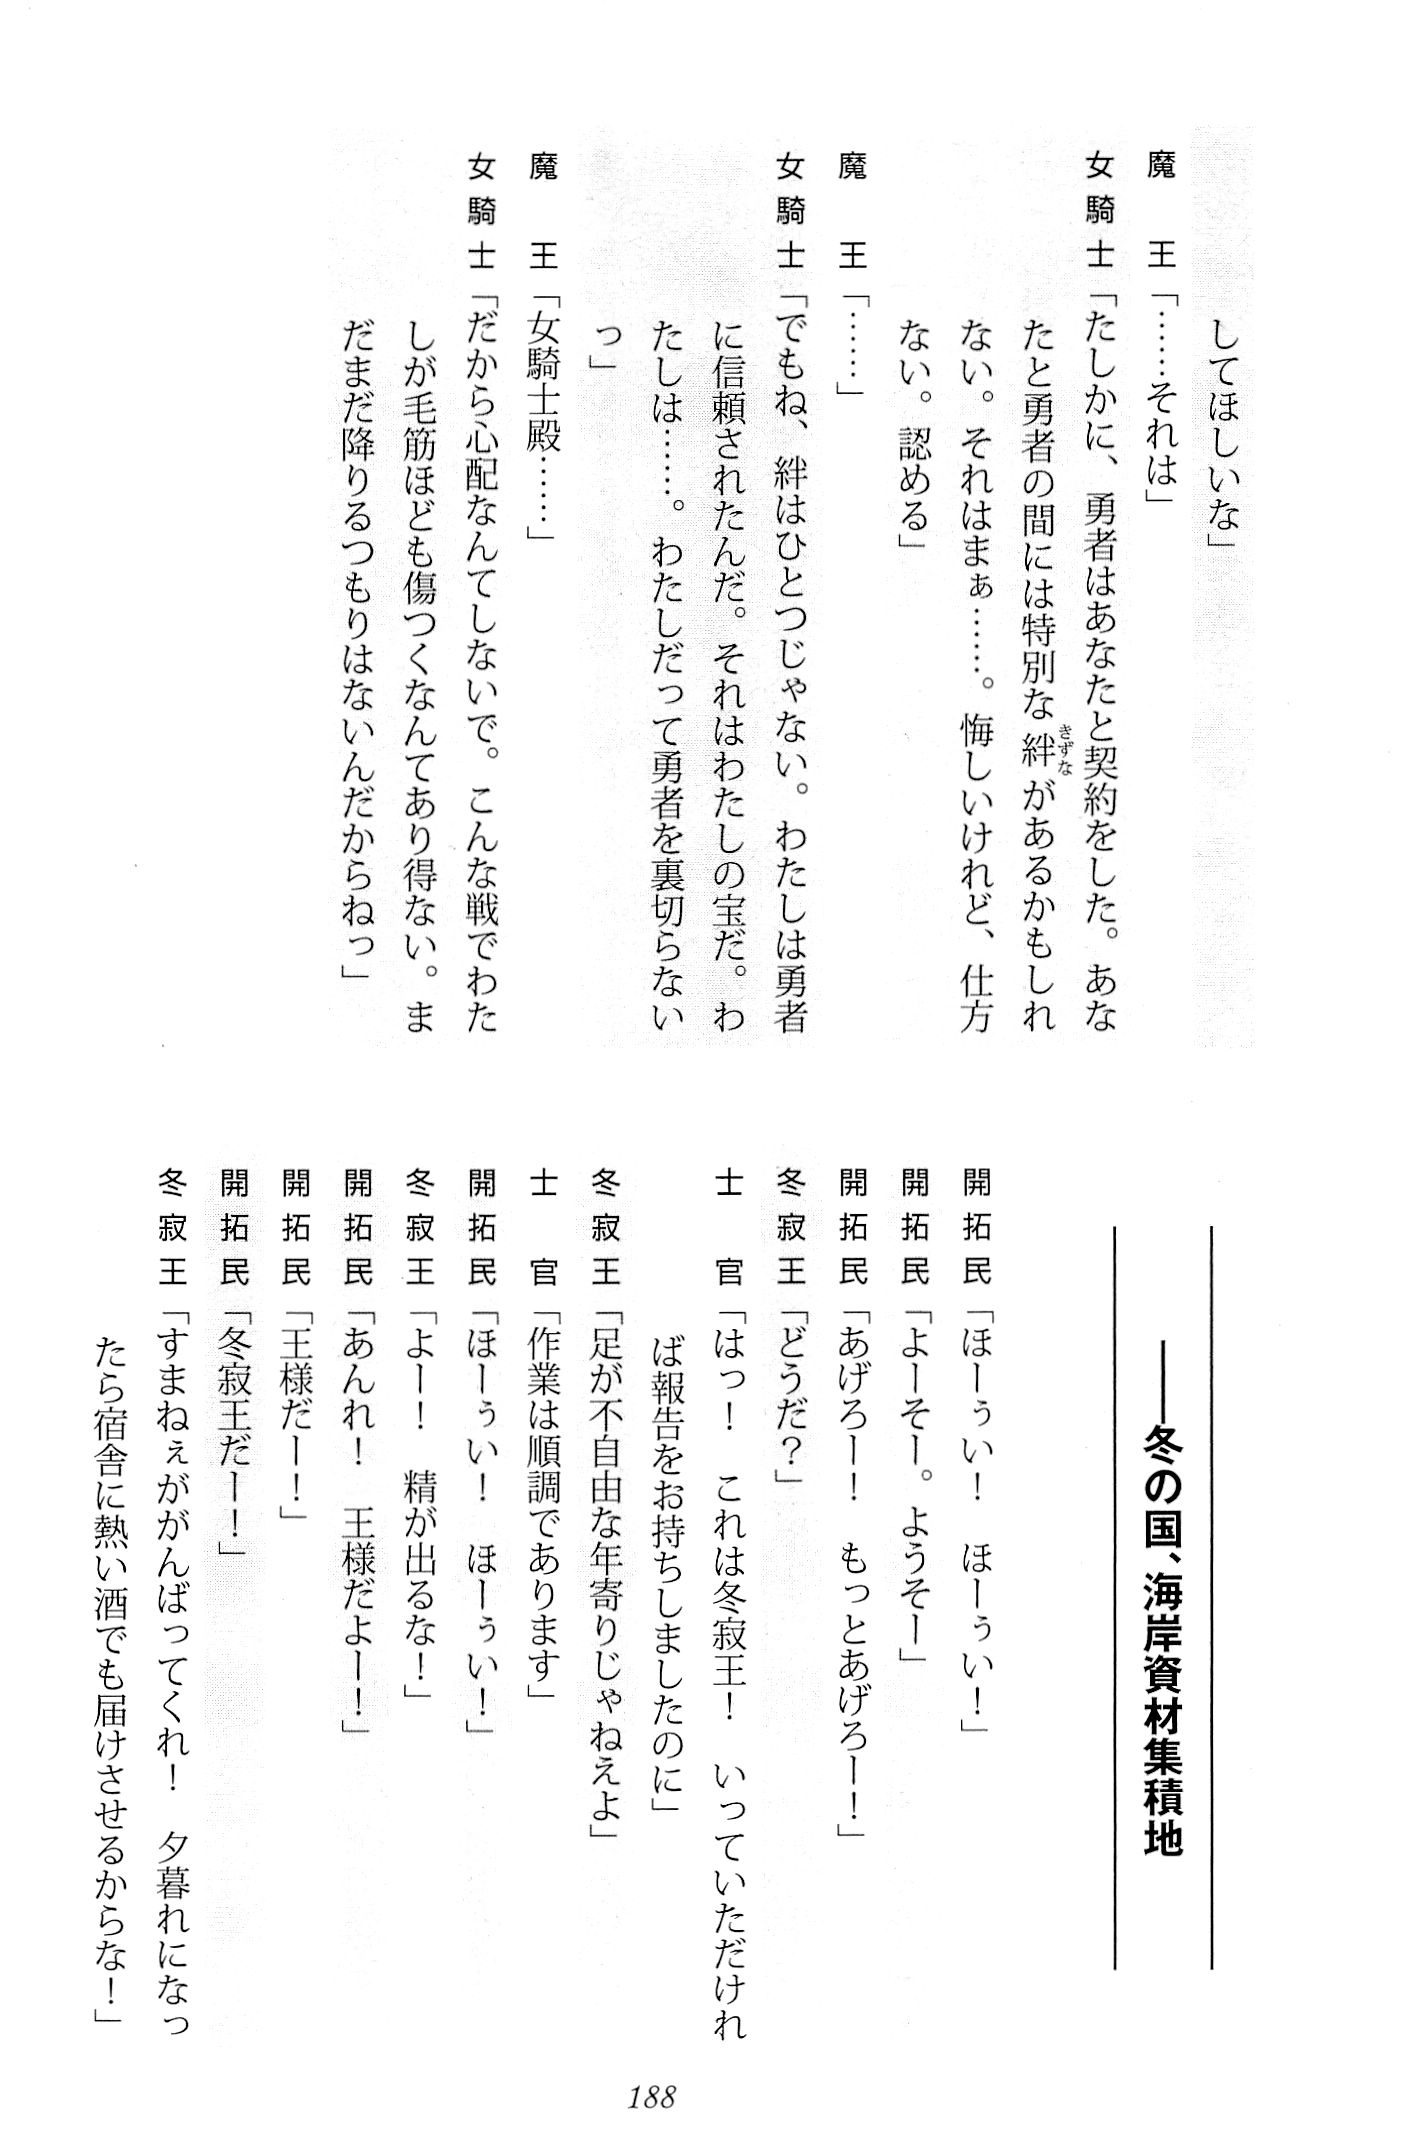 してほしいな」
魔　王「……それは」
女騎士「たしかに、勇者はあなたと契約をした。あな
たと勇者の間には特別な絆があるかもしれ
きずな
ない。それはまぁ……。悔しいけれど、仕方
ない。認める」
魔　王「……」
女騎士「でもね、絆はひとつじゃない。わたしは勇者
に信頼されたんだ。それはわたしの宝だ。わ
たしは……。わたしだって勇者を裏切らない
っ」
魔　王「女騎士殿……」
女騎士「だから心配なんてしないで。こんな戦でわた
しが毛筋ほども傷つくなんてあり得ない。ま
だまだ降りるつもりはないんだからねっ」
――冬の国、海岸資材集積地
開拓民「ほーぅい！　ほーぅい！」
開拓民「よーそー。ようそー」
開拓民「あげろー！　もっとあげろー！」
冬寂王「どうだ？」
士　官「はっ！　これは冬寂王！　いっていただけれ
ば報告をお持ちしましたのに」
冬寂王「足が不自由な年寄りじゃねえよ」
士　官「作業は順調であります」
開拓民「ほーぅい！　ほーぅい！」
冬寂王「よー！　精が出るな！」
開拓民「あんれ！　王様だよー！」
開拓民「王様だー！」
開拓民「冬寂王だー！」
冬寂王「すまねぇががんばってくれ！　夕暮れになっ
たら宿舎に熱い酒でも届けさせるからな！」
188